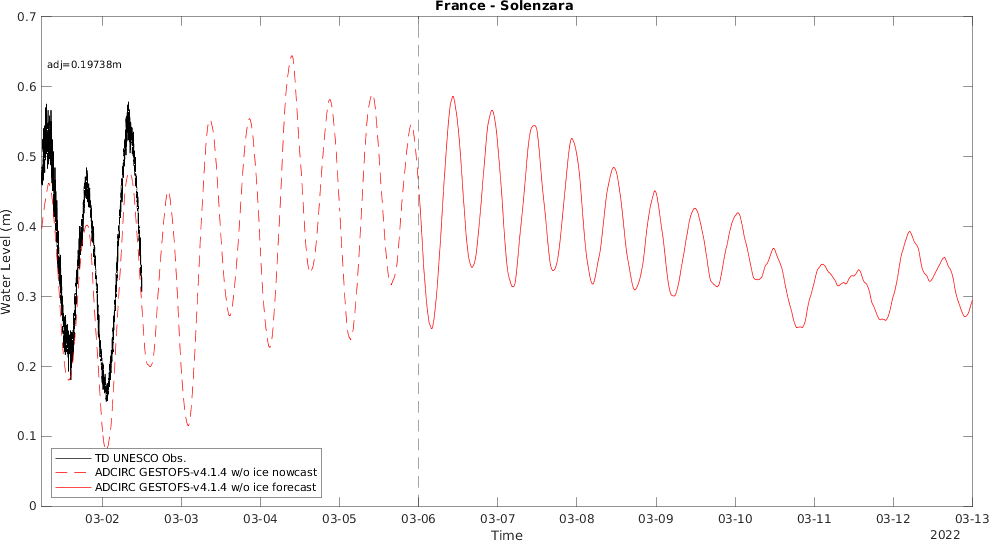 France - Solenzara
adj=0.19738m
Water Level (m)
0.7
0.6
0.5
0.4
0.3
0.2
0.1
0
TD UNESCO Obs.
ADCIRC GESTOFS-v4.1.4 w/o ice nowcast
ADCIRC GESTOFS-v4.1.4 w/o ice forecast
03-02 03-03 03-04 03-05 03-06 03-07 03-08 03-09 03-10 03-11 03-12 03-13
Time
2022